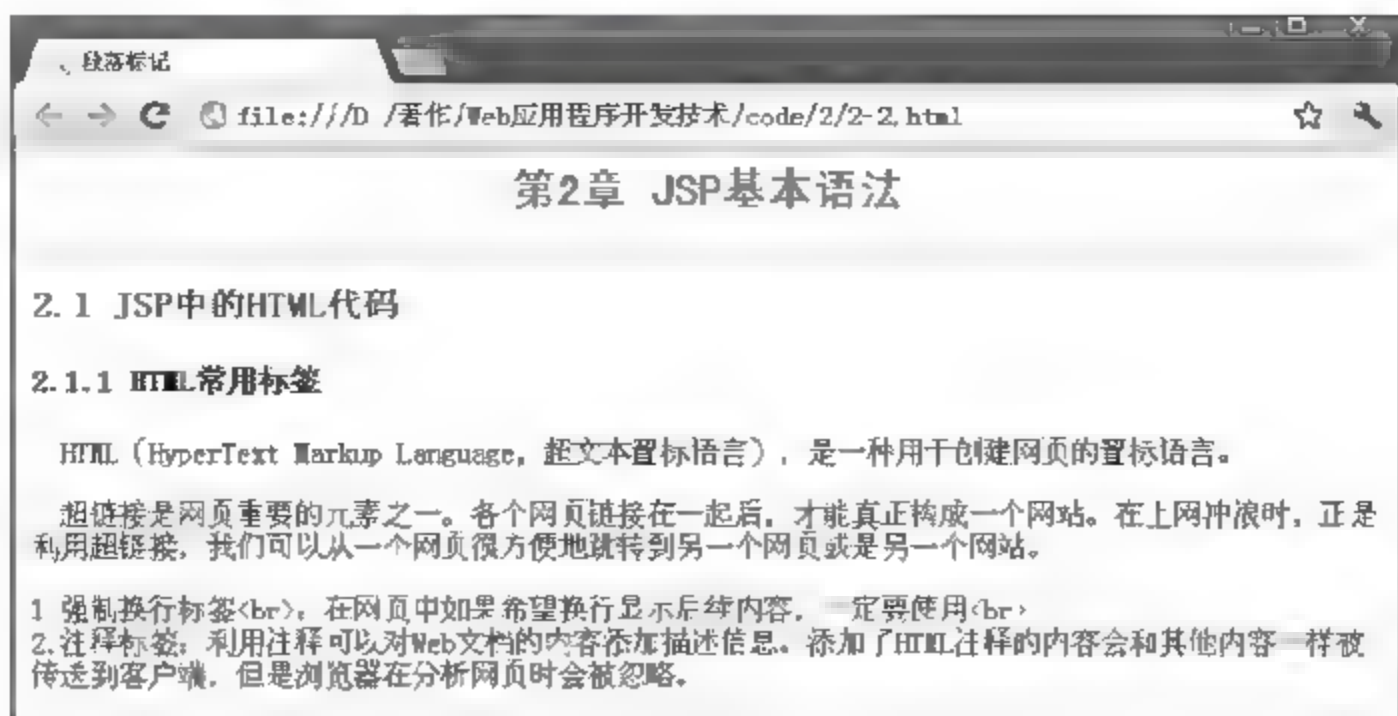 段落标记
file:///D /著作/Web应用程序开发技术/code/2/2-2.html
第2章 JSP基本语法
2.1 JSP中的HTML代码
2.1.1 HTML常用标签
HTML（HyperText Markup Language，超文本置标语言），是一种用于创建网页的置标语言。
超链接是网页重要的元素之一。各个网页链接在一起后，才能真正构成一个网站。在上网冲浪时，正是
利用超链接，我们可以从一个网页很方便地跳转到另一个网页或是另一个网站。
1 强制换行标签<br>：在网页中如果希望换行显示后续内容，一定要使用<br>
2.注释标签：利用注释可以对Web文档的内容添加描述信息。添加了HTML注释的内容会和其他内容一样被
传送到客户端，但是浏览器在分析网页时会被忽略。